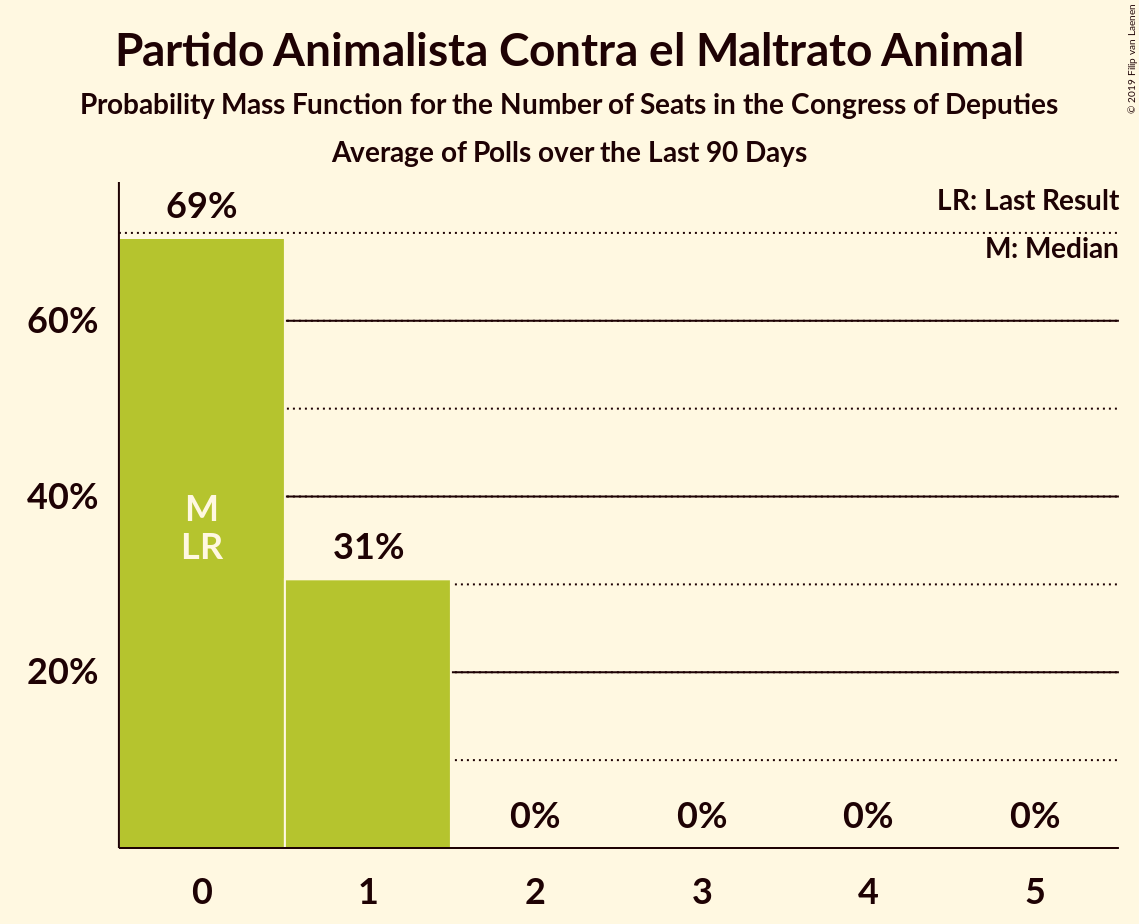 Partido Animalista Contra el Maltrato Animal
Probability Mass Function for the Number of Seats in the Congress of Deputies
Average of Polls over the Last 90 Days
© 2019 Filip van Laenen
LR: Last Result
M: Median
69%
60%
40%
20%
M
LR
31%
0%
0%
0%
0%
0
1
2
3
4
5